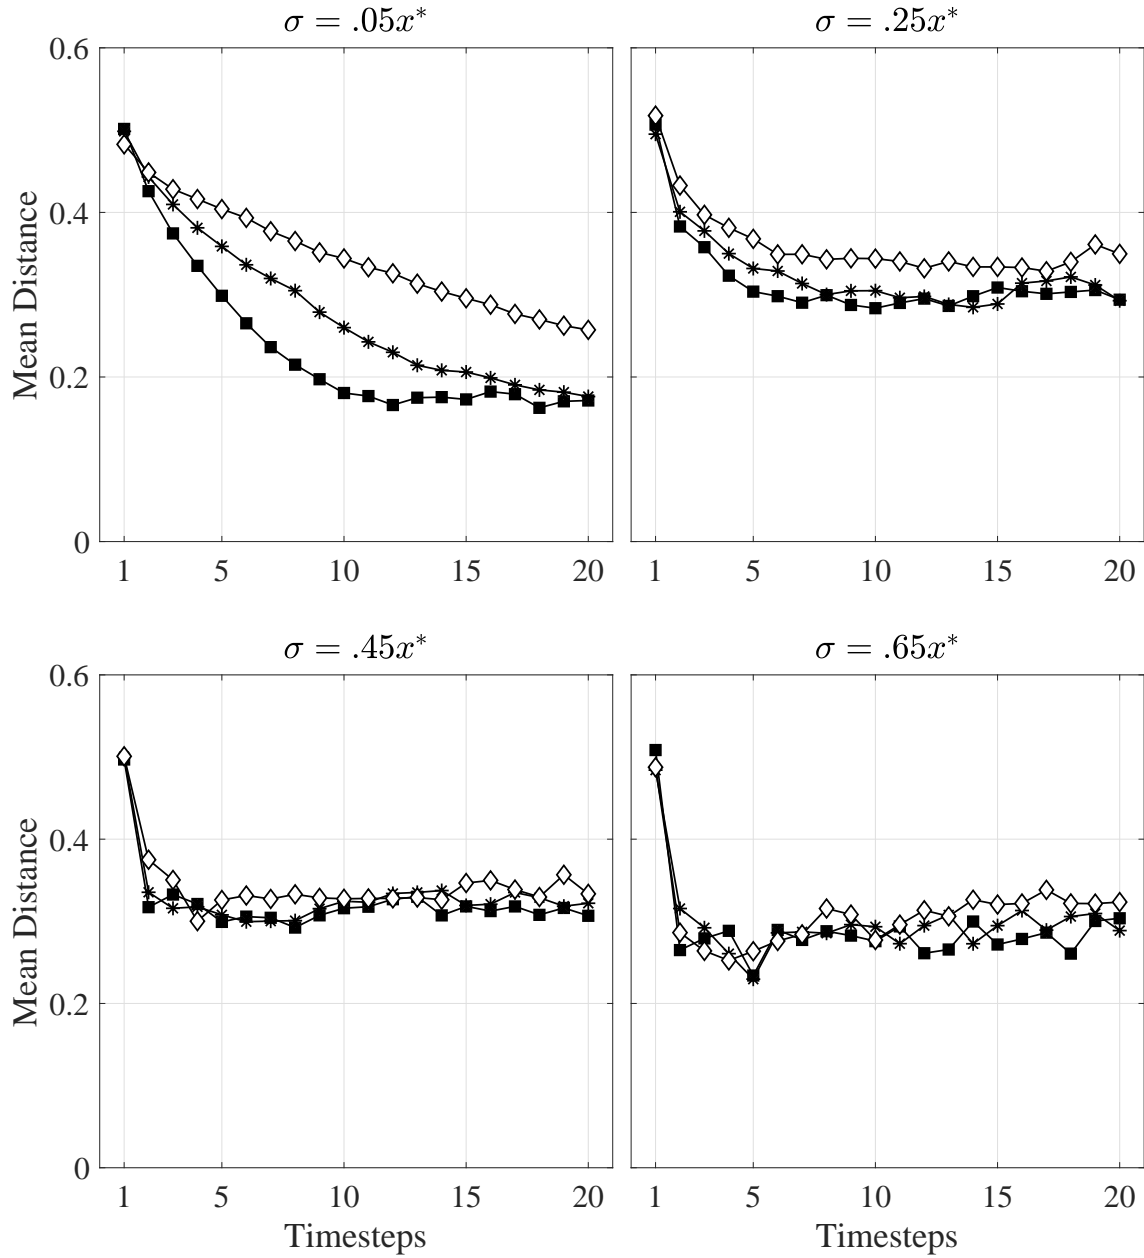 σ = .05x*
σ = .25x*
0.6
0.4
0.2
0
Mean Distance
1 5 10 15 20
1 5 10 15 20
σ = .45x*
σ = .65x*
0.6
0.4
0.2
0
Mean Distance
1 5 10 15 20
1 5 10 15 20
Timesteps
Timesteps